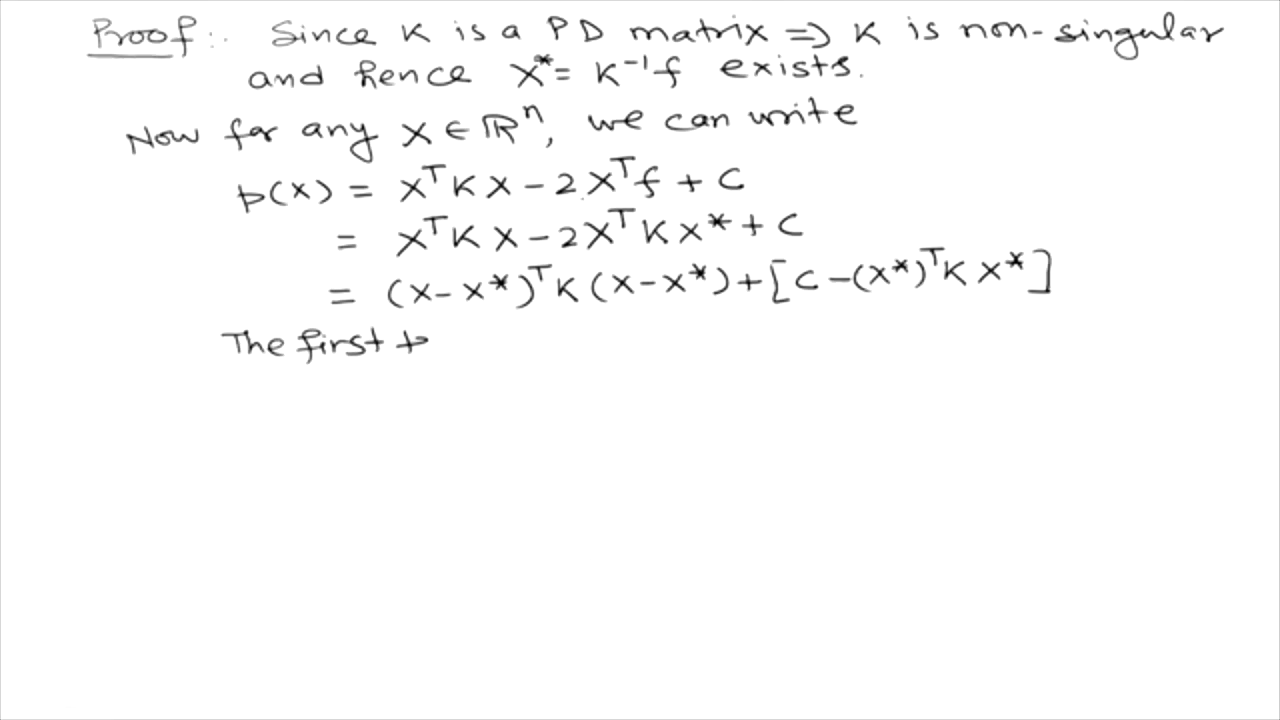 Proof:. Since K is a PD matrix => K is non-singular
and hence X* = K⁻¹f exists.
Now for any X ∈ ℝⁿ, we can write
p(X) = XᵀKX - 2Xᵀf + C
= XᵀKX - 2XᵀKX* + C
= (X-X*)ᵀK(X-X*) + [C-(X*)ᵀKX*]
The first t